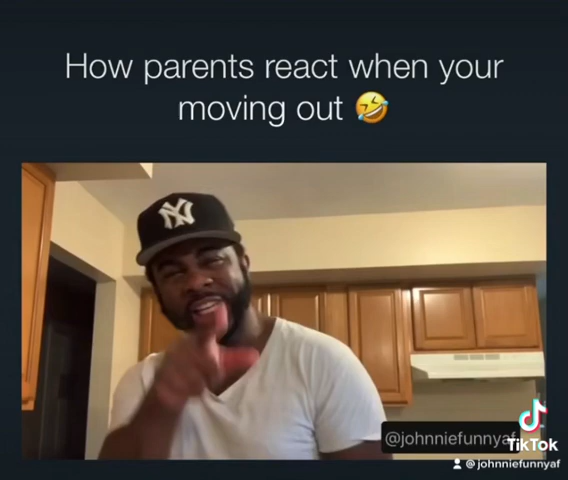 How parents react when your
moving out 🤣
NY
@johnniefunnyaf
TikTok
@johnniefunnyaf